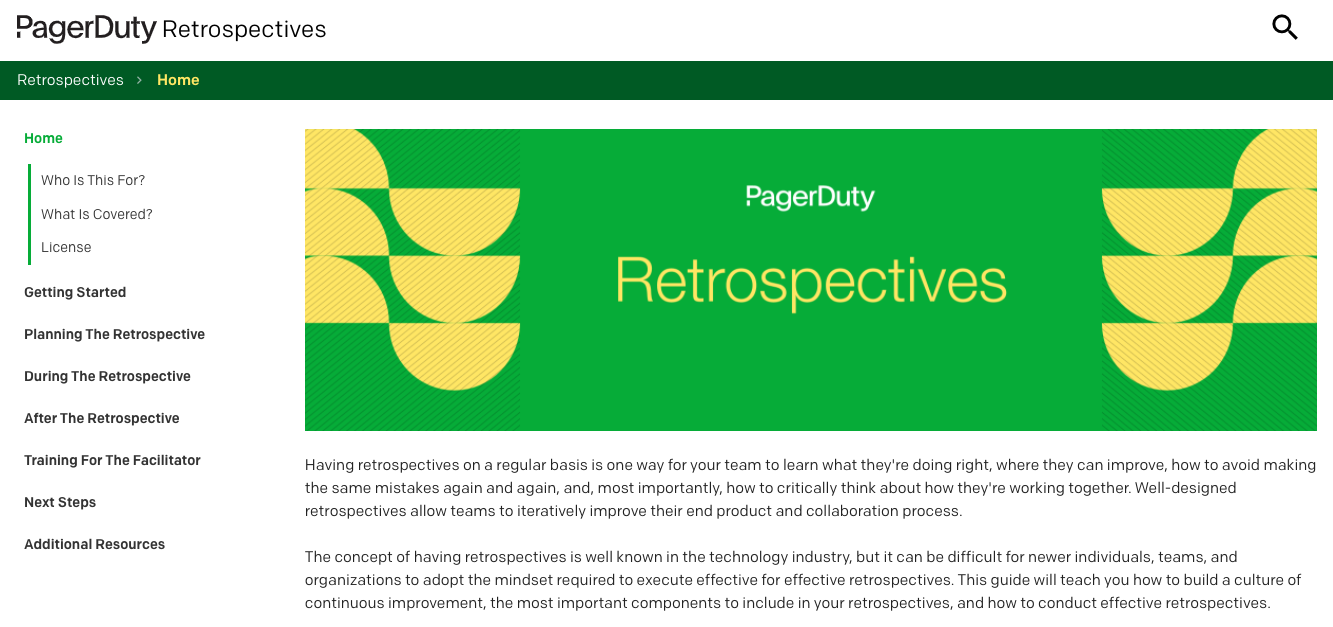 PagerDuty Retrospectives
Retrospectives > Home
Home
Who Is This For?
What Is Covered?
License
Getting Started
Planning The Retrospective
During The Retrospective
After The Retrospective
Training For The Facilitator
Next Steps
Additional Resources
PagerDuty
Retrospectives
Having retrospectives on a regular basis is one way for your team to learn what they're doing right, where they can improve, how to avoid making
the same mistakes again and again, and, most importantly, how to critically think about how they're working together. Well-designed
retrospectives allow teams to iteratively improve their end product and collaboration process.
The concept of having retrospectives is well known in the technology industry, but it can be difficult for newer individuals, teams, and
organizations to adopt the mindset required to execute effective for effective retrospectives. This guide will teach you how to build a culture of
continuous improvement, the most important components to include in your retrospectives, and how to conduct effective retrospectives.